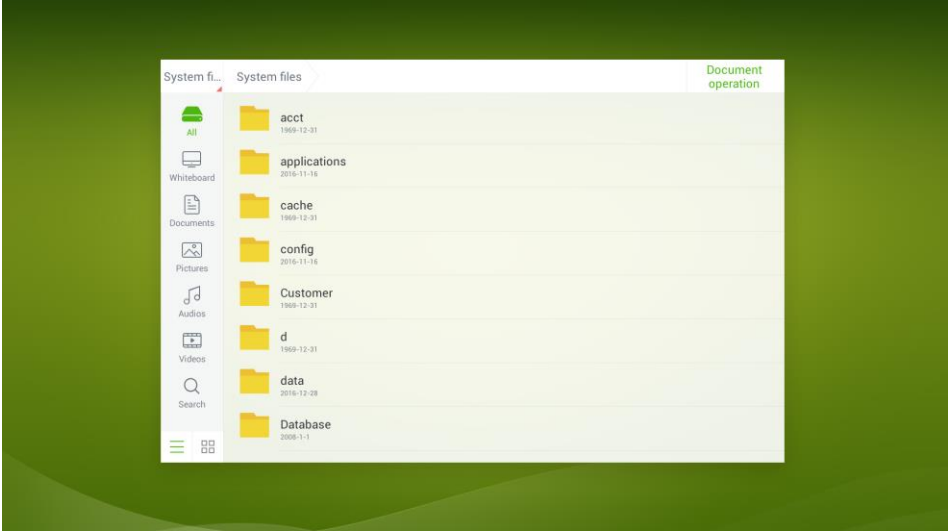 System fi...
System files
Document
operation
All
Whiteboard
Documents
Pictures
Audios
Videos
Search
acct
1969-12-31
applications
2016-11-16
cache
1969-12-31
config
2016-11-16
Customer
1969-12-31
d
1969-12-31
data
2016-12-28
Database
2008-1-1